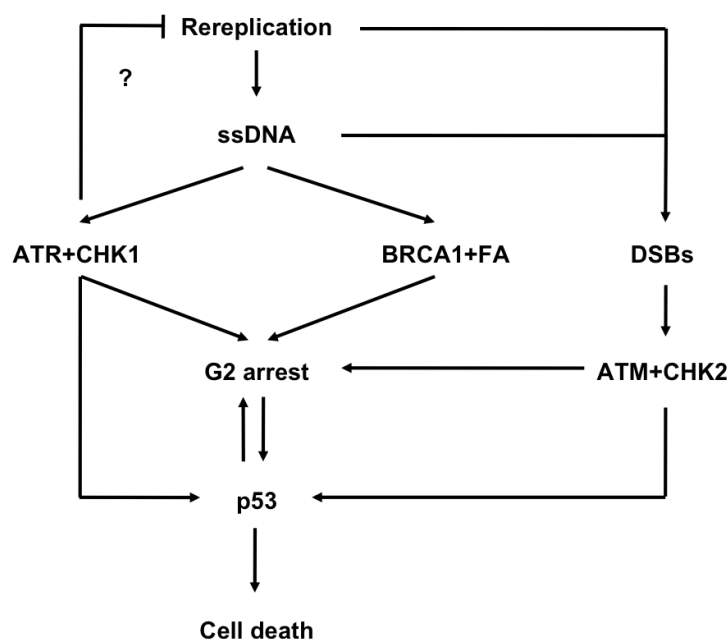 Rereplication
?
ssDNA
ATR+CHK1
BRCA1+FA
DSBs
G2 arrest
ATM+CHK2
p53
Cell death